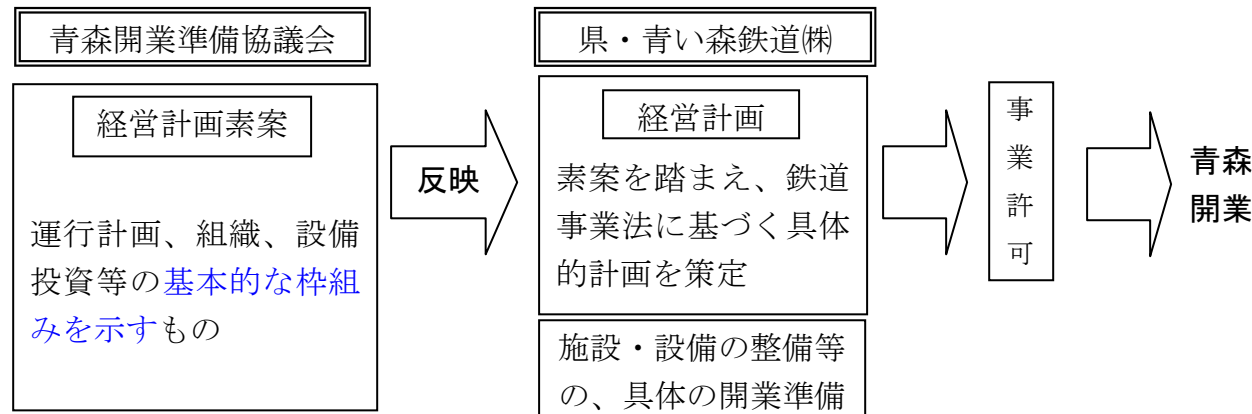 青森開業準備協議会
経営計画素案
運行計画、組織、設備
投資等の基本的な枠組
みを示すもの
反映
県・青い森鉄道㈱
経営計画
素案を踏まえ、鉄道
事業法に基づく具体
的計画を策定
施設・設備の整備等
の、具体の開業準備
事
業
許
可
青森
開業